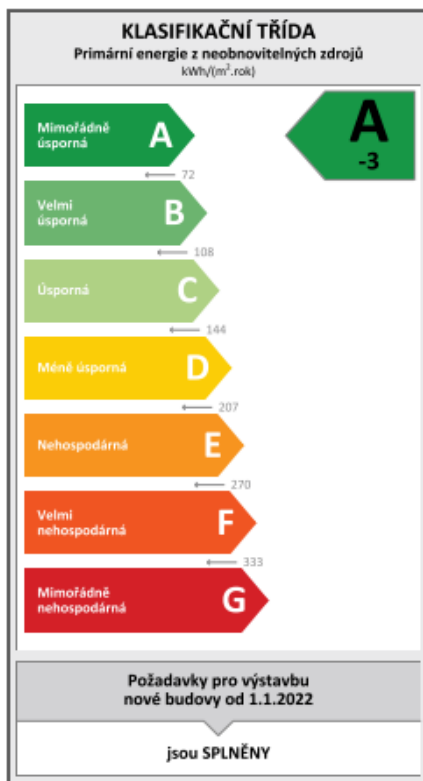 KLASIFIKAČNÍ TŘÍDA
Primární energie z neobnovitelných zdrojů
kWh/(m².rok)
Mimořádně
úsporná
A
A
-3
72
Velmi
úsporná
B
108
Úsporná
C
144
Méně úsporná
D
207
Nehospodárná
E
270
Velmi
nehospodárná
F
333
Mimořádně
nehospodárná
G
Požadavky pro výstavbu
nové budovy od 1.1.2022
jsou SPLNĚNY